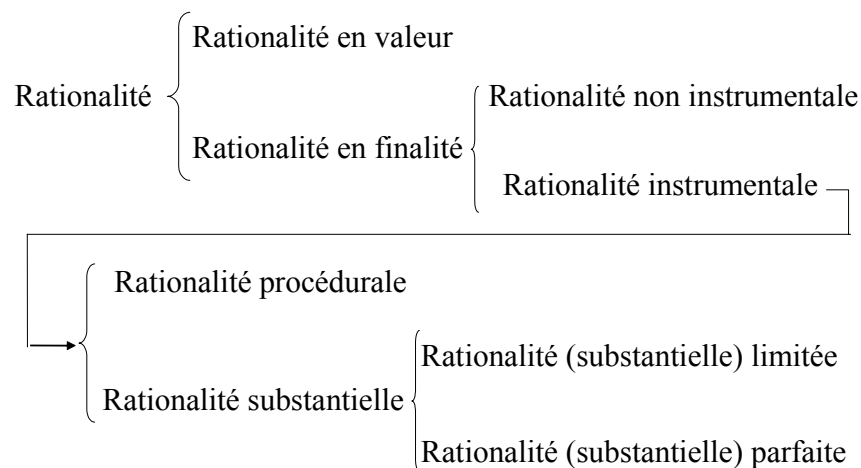 Rationalité en valeur
Rationalité
Rationalité non instrumentale
Rationalité en finalité
Rationalité instrumentale
Rationalité procédurale
Rationalité (substantielle) limitée
Rationalité substantielle
Rationalité (substantielle) parfaite